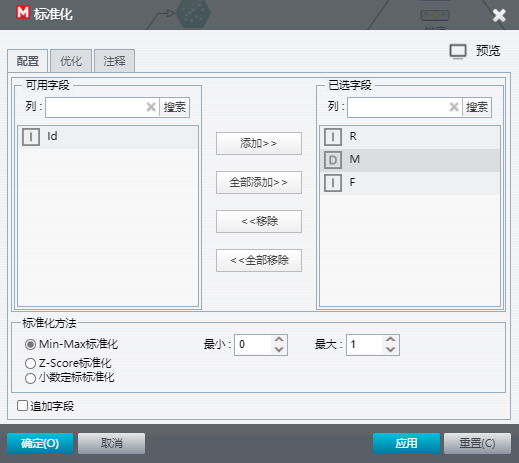 M 标准化
预览
配置 优化 注释
可用字段
列 : 搜索
I Id
添加>>
全部添加>>
<<移除
<<全部移除
已选字段
列 : 搜索
I R
D M
I F
标准化方法
Min-Max标准化 最小 : 0 最大 : 1
Z-Score标准化
小数定标标准化
追加字段
确定(O) 取消 应用 重置(C)